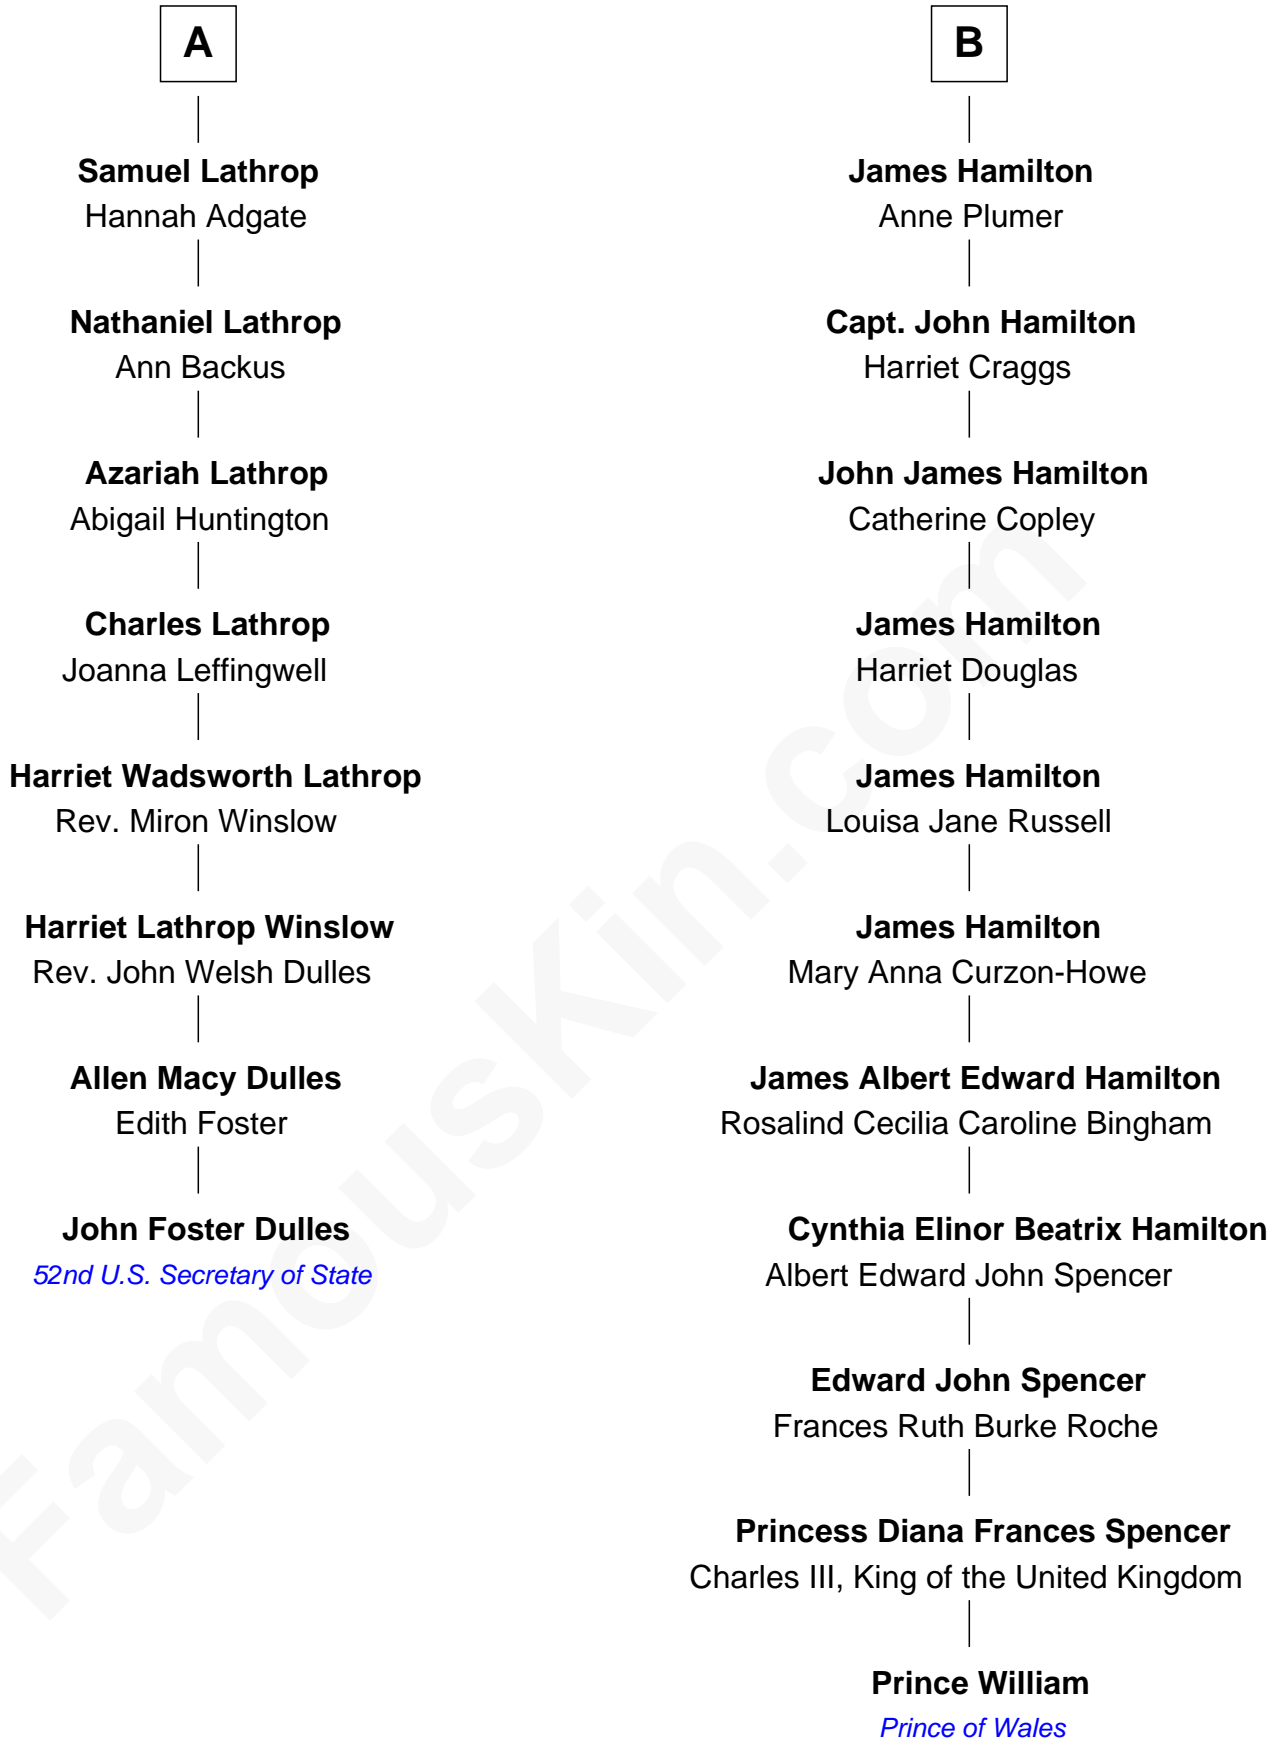 A
Samuel Lathrop
Hannah Adgate
Nathaniel Lathrop
Ann Backus
Azariah Lathrop
Abigail Huntington
Charles Lathrop
Joanna Leffingwell
Harriet Wadsworth Lathrop
Rev. Miron Winslow
Harriet Lathrop Winslow
Rev. John Welsh Dulles
Allen Macy Dulles
Edith Foster
John Foster Dulles
52nd U.S. Secretary of State
B
James Hamilton
Anne Plumer
Capt. John Hamilton
Harriet Craggs
John James Hamilton
Catherine Copley
James Hamilton
Harriet Douglas
James Hamilton
Louisa Jane Russell
James Hamilton
Mary Anna Curzon-Howe
James Albert Edward Hamilton
Rosalind Cecilia Caroline Bingham
Cynthia Elinor Beatrix Hamilton
Albert Edward John Spencer
Edward John Spencer
Frances Ruth Burke Roche
Princess Diana Frances Spencer
Charles III, King of the United Kingdom
Prince William
Prince of Wales
FamousKin.com